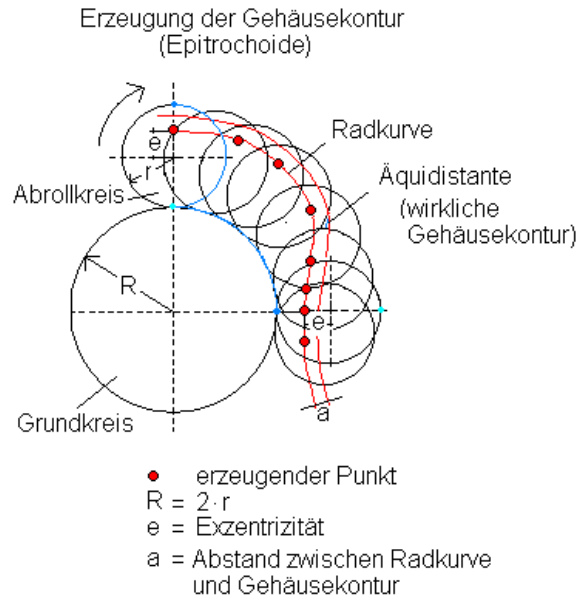 Erzeugung der Gehäusekontur
(Epitrochoide)
e
Radkurve
r
Äquidistante
Abrollkreis
(wirkliche
Gehäusekontur)
R
e
Grundkreis
a
erzeugender Punkt
R = 2·r
e = Exzentrizität
a = Abstand zwischen Radkurve
und Gehäusekontur